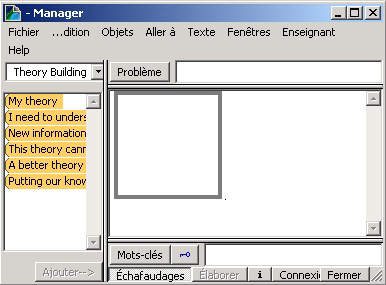 - Manager
Fichier ...dition Objets Aller à Texte Fenêtres Enseignant
Help
Theory Building
Problème
My theory
I need to unders
New information
This theory cann
A better theory
Putting our know
Mots-clés
Ajouter-->
Échafaudages Élaborer i Connexi Fermer